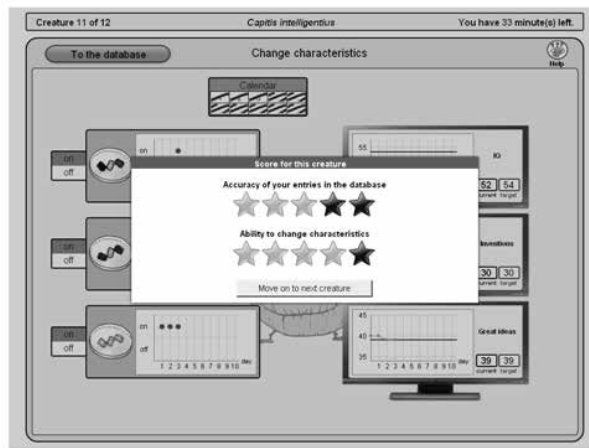 Creature 11 of 12 Capitis intelligentius You have 33 minute(s) left.
To the database Change characteristics Help
Calendar
on off on 55 IQ 52 54 current target
Score for this creature
Accuracy of your entries in the database
Ability to change characteristics
Move on to next creature
on off Inventions 30 30 current target
on off on off 1 2 3 4 5 6 7 8 9 10 day
45 40 35 1 2 3 4 5 6 7 8 9 10 day Great ideas 39 39 current target